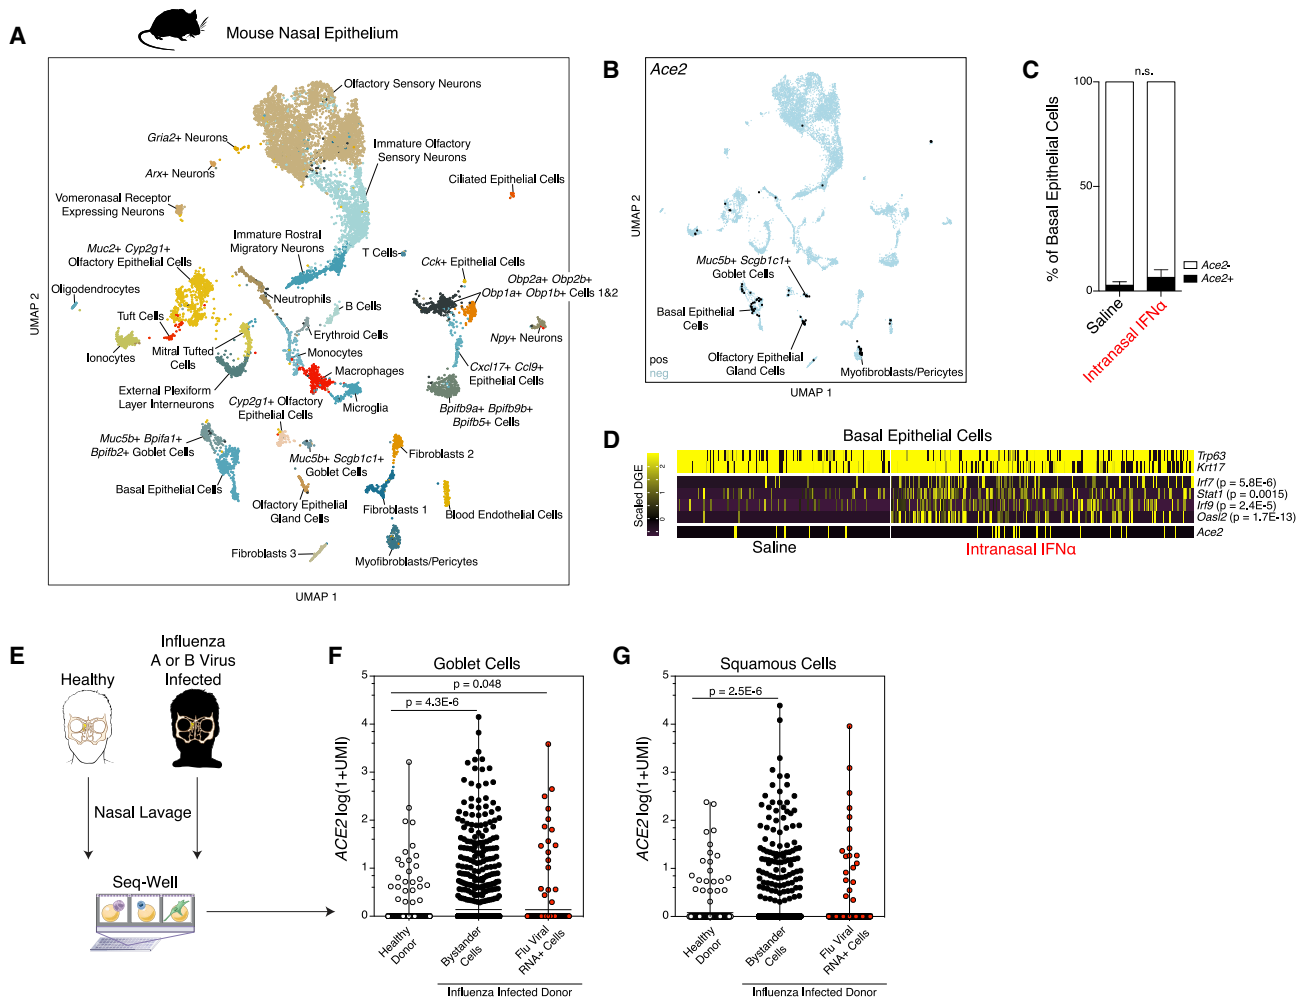 A
Mouse Nasal Epithelium
Olfactory Sensory Neurons
Gria2+ Neurons
Immature Olfactory
Sensory Neurons
Arx+ Neurons
Ciliated Epithelial Cells
Vomeronasal Receptor
Expressing Neurons
Immature Rostral
Migratory Neurons
T Cells
Muc2+ Cyp2g1+
Olfactory Epithelial Cells
Cck+ Epithelial Cells
Obp2a+ Obp2b+
Obp1a+ Obp1b+ Cells 1&2
Oligodendrocytes
Neutrophils
B Cells
Tuft Cells
Erythroid Cells
Npy+ Neurons
Ionocytes
Mitral Tufted
Cells
Monocytes
Macrophages
Cxcl17+ Ccl9+
Epithelial Cells
External Plexiform
Layer Interneurons
Cyp2g1+ Olfactory
Epithelial Cells
Microglia
Bpifb9a+ Bpifb9b+
Bpifb5+ Cells
Muc5b+ Bpifa1+
Bpifb2+ Goblet Cells
Muc5b+ Scgb1c1+
Goblet Cells
Fibroblasts 2
Basal Epithelial Cells
Olfactory Epithelial
Gland Cells
Fibroblasts 1
Blood Endothelial Cells
Fibroblasts 3
Myofibroblasts/Pericytes
UMAP 2
UMAP 1
B
Ace2
Muc5b+ Scgb1c1+
Goblet Cells
Basal Epithelial
Cells
Olfactory Epithelial
Gland Cells
Myofibroblasts/Pericytes
pos
neg
UMAP 2
UMAP 1
C
n.s.
100
50
0
% of Basal Epithelial Cells
Ace2-
Ace2+
Saline
Intranasal IFNα
D
Basal Epithelial Cells
Scaled DGE
2
1
0
Trp63
Krt17
Irf7 (p = 5.8E-6)
Stat1 (p = 0.0015)
Irf9 (p = 2.4E-5)
Oasl2 (p = 1.7E-13)
Ace2
Saline
Intranasal IFNα
E
Healthy
Influenza
A or B Virus
Infected
Nasal Lavage
Seq-Well
F
Goblet Cells
p = 0.048
p = 4.3E-6
5
4
3
2
1
0
ACE2 log(1+UMI)
Healthy
Donor
Bystander
Cells
Flu Viral
RNA+ Cells
Influenza Infected Donor
G
Squamous Cells
p = 2.5E-6
5
4
3
2
1
0
ACE2 log(1+UMI)
Healthy
Donor
Bystander
Cells
Flu Viral
RNA+ Cells
Influenza Infected Donor